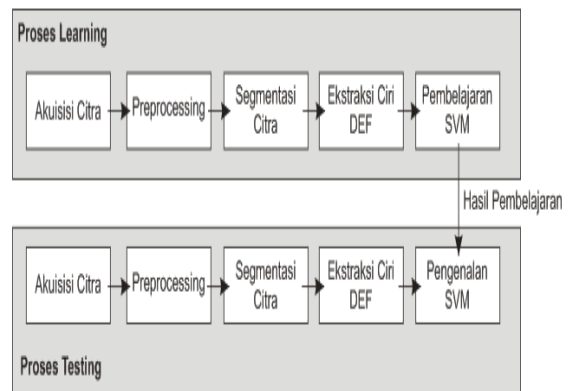 Proses Learning
Akuisisi Citra
Preprocessing
Segmentasi
Citra
Ekstraksi Ciri
DEF
Pembelajaran
SVM
Hasil Pembelajaran
Akuisisi Citra
Preprocessing
Segmentasi
Citra
Ekstraksi Ciri
DEF
Pengenalan
SVM
Proses Testing